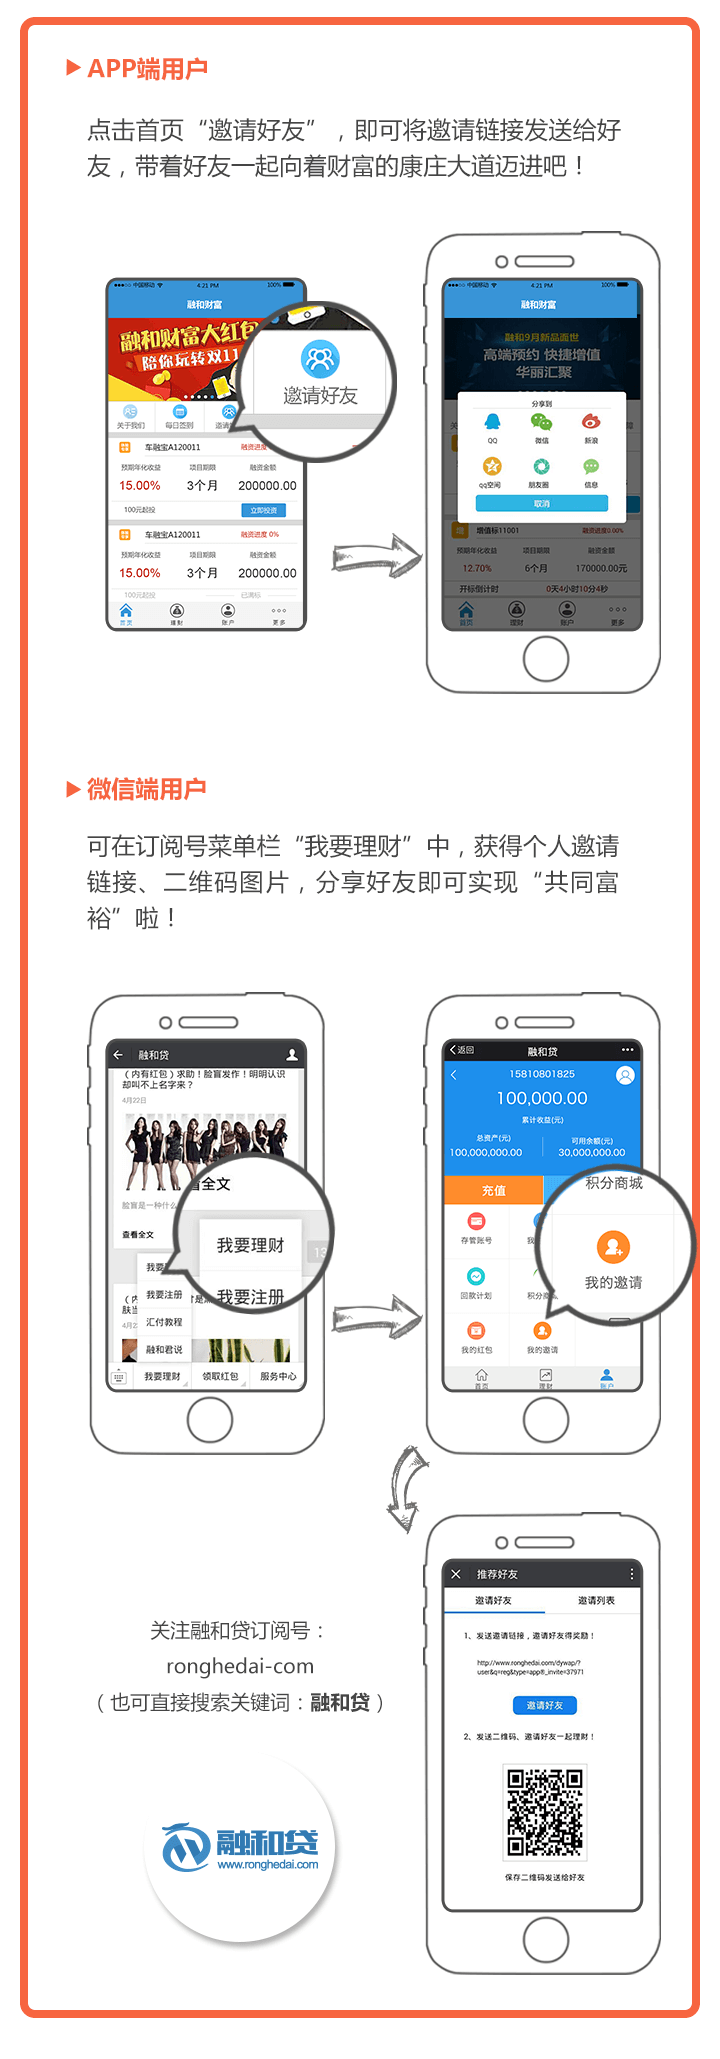 APP端用户
点击首页“邀请好友”，即可将邀请链接发送给好
友，带着好友一起向着财富的康庄大道迈进吧！
中国移动
4:21 PM
100%
融和财富
融和财富大红包
陪你玩转双11
邀请好友
关于我们
每日签到
车融宝A120011
预期年化收益
项目期限
融资金额
15.00%
3个月
200000.00
100元起投
立即投资
车融宝A120011
融资进度 0%
预期年化收益
项目期限
融资金额
15.00%
3个月
200000.00
100元起投
已满标
首页
理财
账户
更多
中国移动
4:21 PM
100%
融和财富
融和9月新品面世
高端预约 快捷增值
华丽汇聚
分享到
QQ
微信
新浪
qq空间
朋友圈
信息
取消
增
增值标11001
融资进度0.00%
预期年化收益
项目期限
融资金额
12.70%
6个月
170000.00元
开标倒计时
0天4小时10分4秒
首页
理财
账户
更多
微信端用户
可在订阅号菜单栏“我要理财”中，获得个人邀请
链接、二维码图片，分享好友即可实现“共同富
裕”啦！
融和贷
（内有红包）求助！脸盲发作！明明认识
却叫不上名字来？
4月22日
看全文
脸盲是一种什么
查看全文
我要理财
我要注册
我要注册
汇付教程
融和君说
我要理财
领取红包
服务中心
返回
融和贷
15810801825
100,000.00
累计收益(元)
总资产(元)
可用余额(元)
100,000,000.00
30,000,000.00
充值
积分商城
我的邀请
存管账号
回款计划
我的红包
我的邀请
首页
理财
账户
推荐好友
邀请好友
邀请列表
1、发送邀请链接，邀请好友得奖励！
http://www.ronghedai.com/dywap/?
user&q=reg&type=app®_invite=37971
邀请好友
2、发送二维码、邀请好友一起理财！
保存二维码发送给好友
关注融和贷订阅号：
ronghedai-com
（也可直接搜索关键词：融和贷）
融和贷
www.ronghedai.com